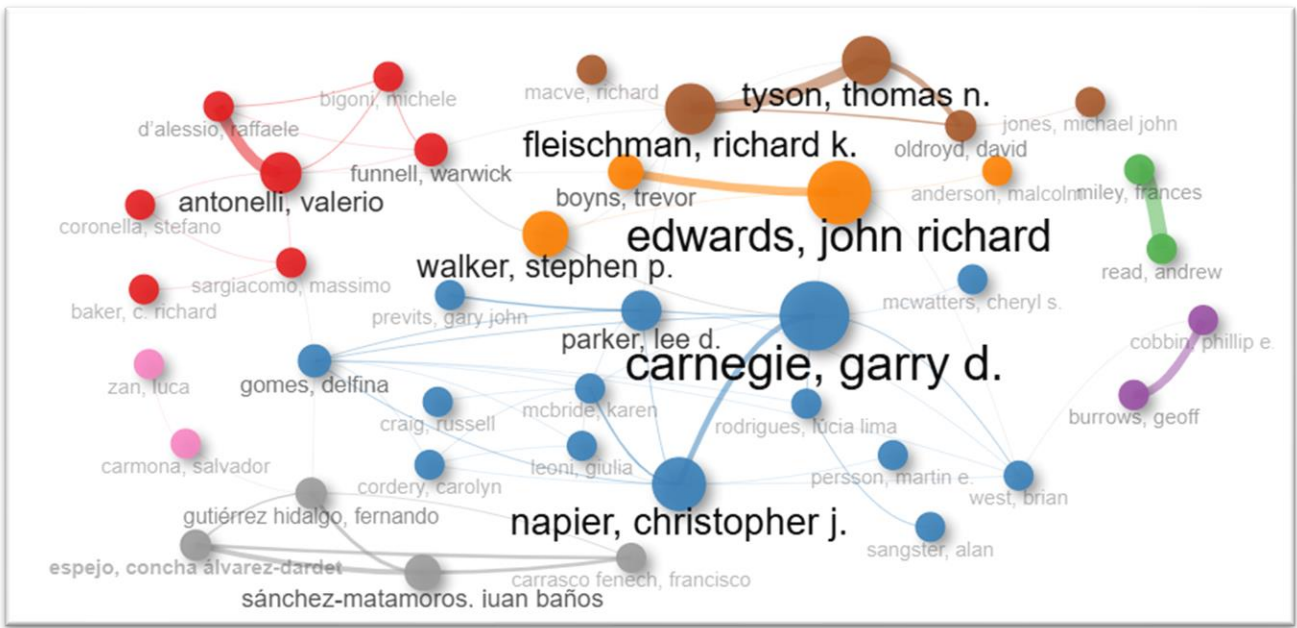 bigoni, michele
macve, richard
tyson, thomas n.
d'alessio, raffaele
jones, michael john
fleischman, richard k.
oldroyd, david
funnell, warwick
boyns, trevor
anderson, malcolm
miley, frances
antonelli, valerio
coronella, stefano
edwards, john richard
walker, stephen p.
read, andrew
sargiacomo, massimo
mcwatters, cheryl s.
baker, c. richard
previts, gary john
parker, lee d.
cobbin, phillip e.
carnegie, garry d.
zan, luca
gomes, delfina
mcbride, karen
burrows, geoff
craig, russell
rodrigues, lúcia lima
carmona, salvador
leoni, giulia
persson, martin e.
cordery, carolyn
west, brian
gutiérrez hidalgo, fernando
napier, christopher j.
sangster, alan
espejo, concha álvarez-dardet
carrasco fenech, francisco
sánchez-matamoros. juan baños